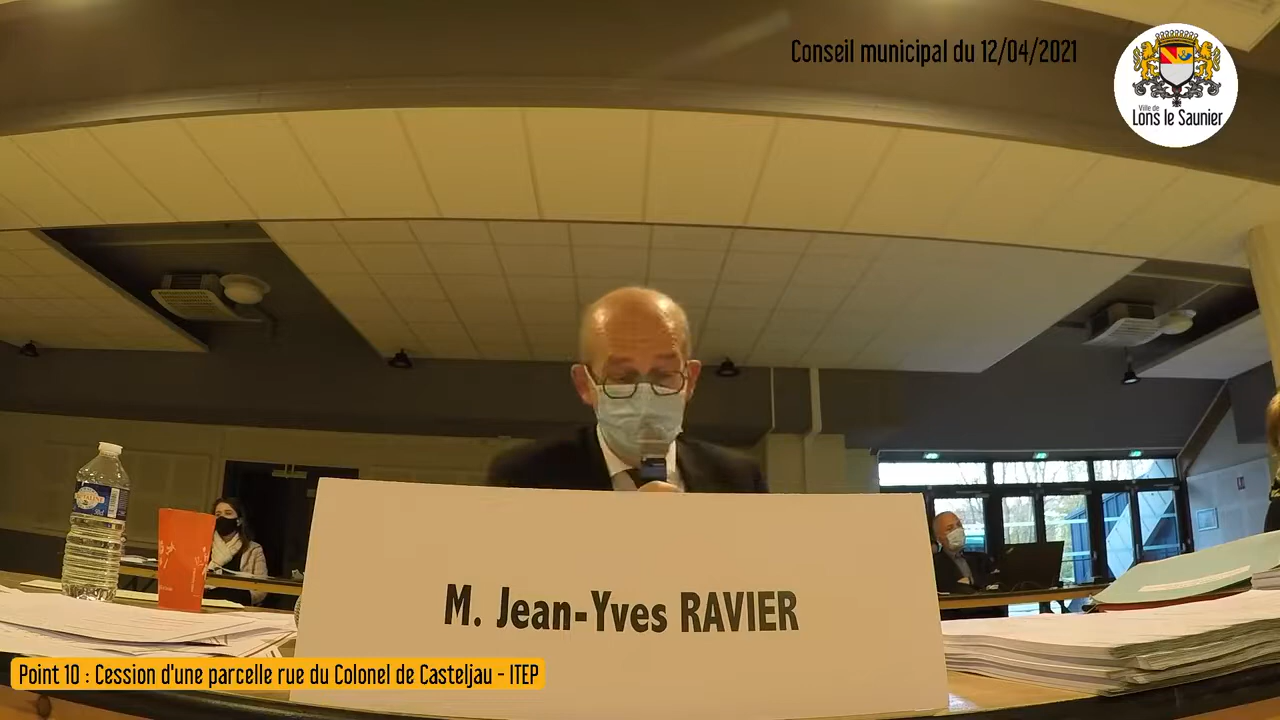 Conseil municipal du 12/04/2021
Ville de
Lons le Saunier
M. Jean-Yves RAVIER
Point 10 : Cession d'une parcelle rue du Colonel de Casteljau - ITEP